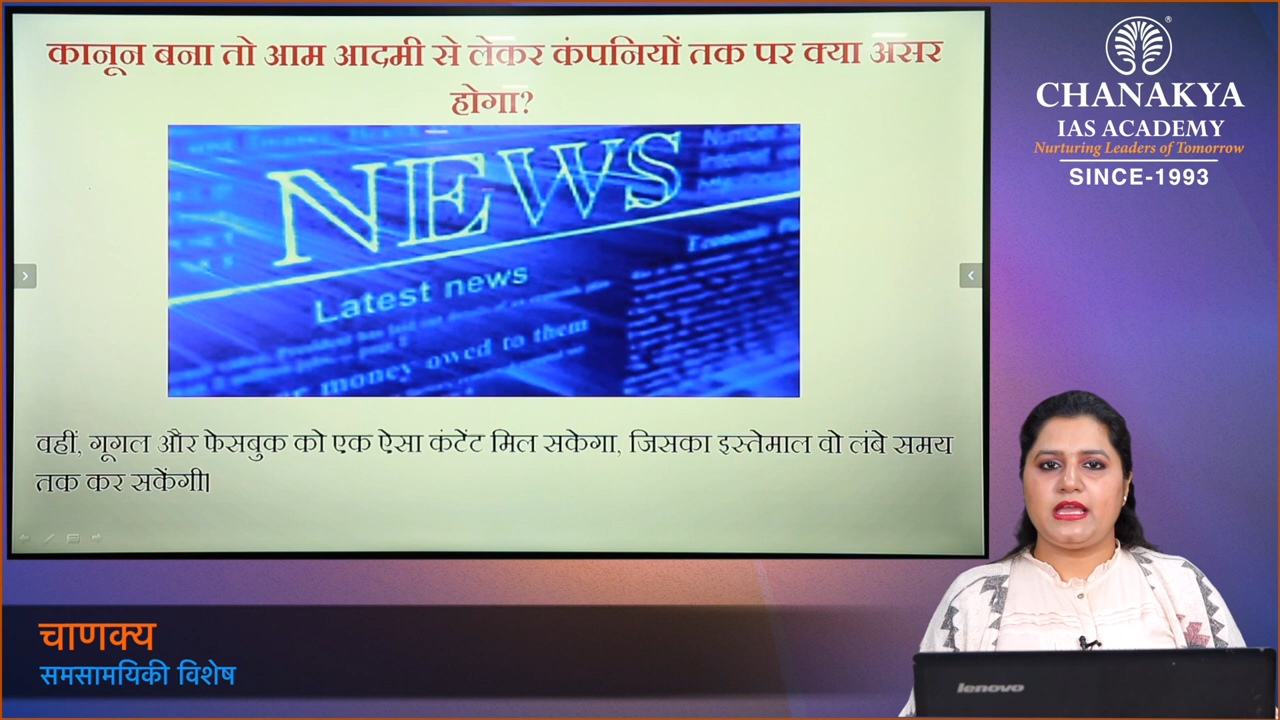 कानून बना तो आम आदमी से लेकर कंपनियों तक पर क्या असर
होगा?
NEWS
Latest news
money owed to them
वहीं, गूगल और फेसबुक को एक ऐसा कंटेंट मिल सकेगा, जिसका इस्तेमाल वो लंबे समय
तक कर सकेंगी।
CHANAKYA
IAS ACADEMY
Nurturing Leaders of Tomorrow
SINCE-1993
चाणक्य
समसामयिकी विशेष
lenovo